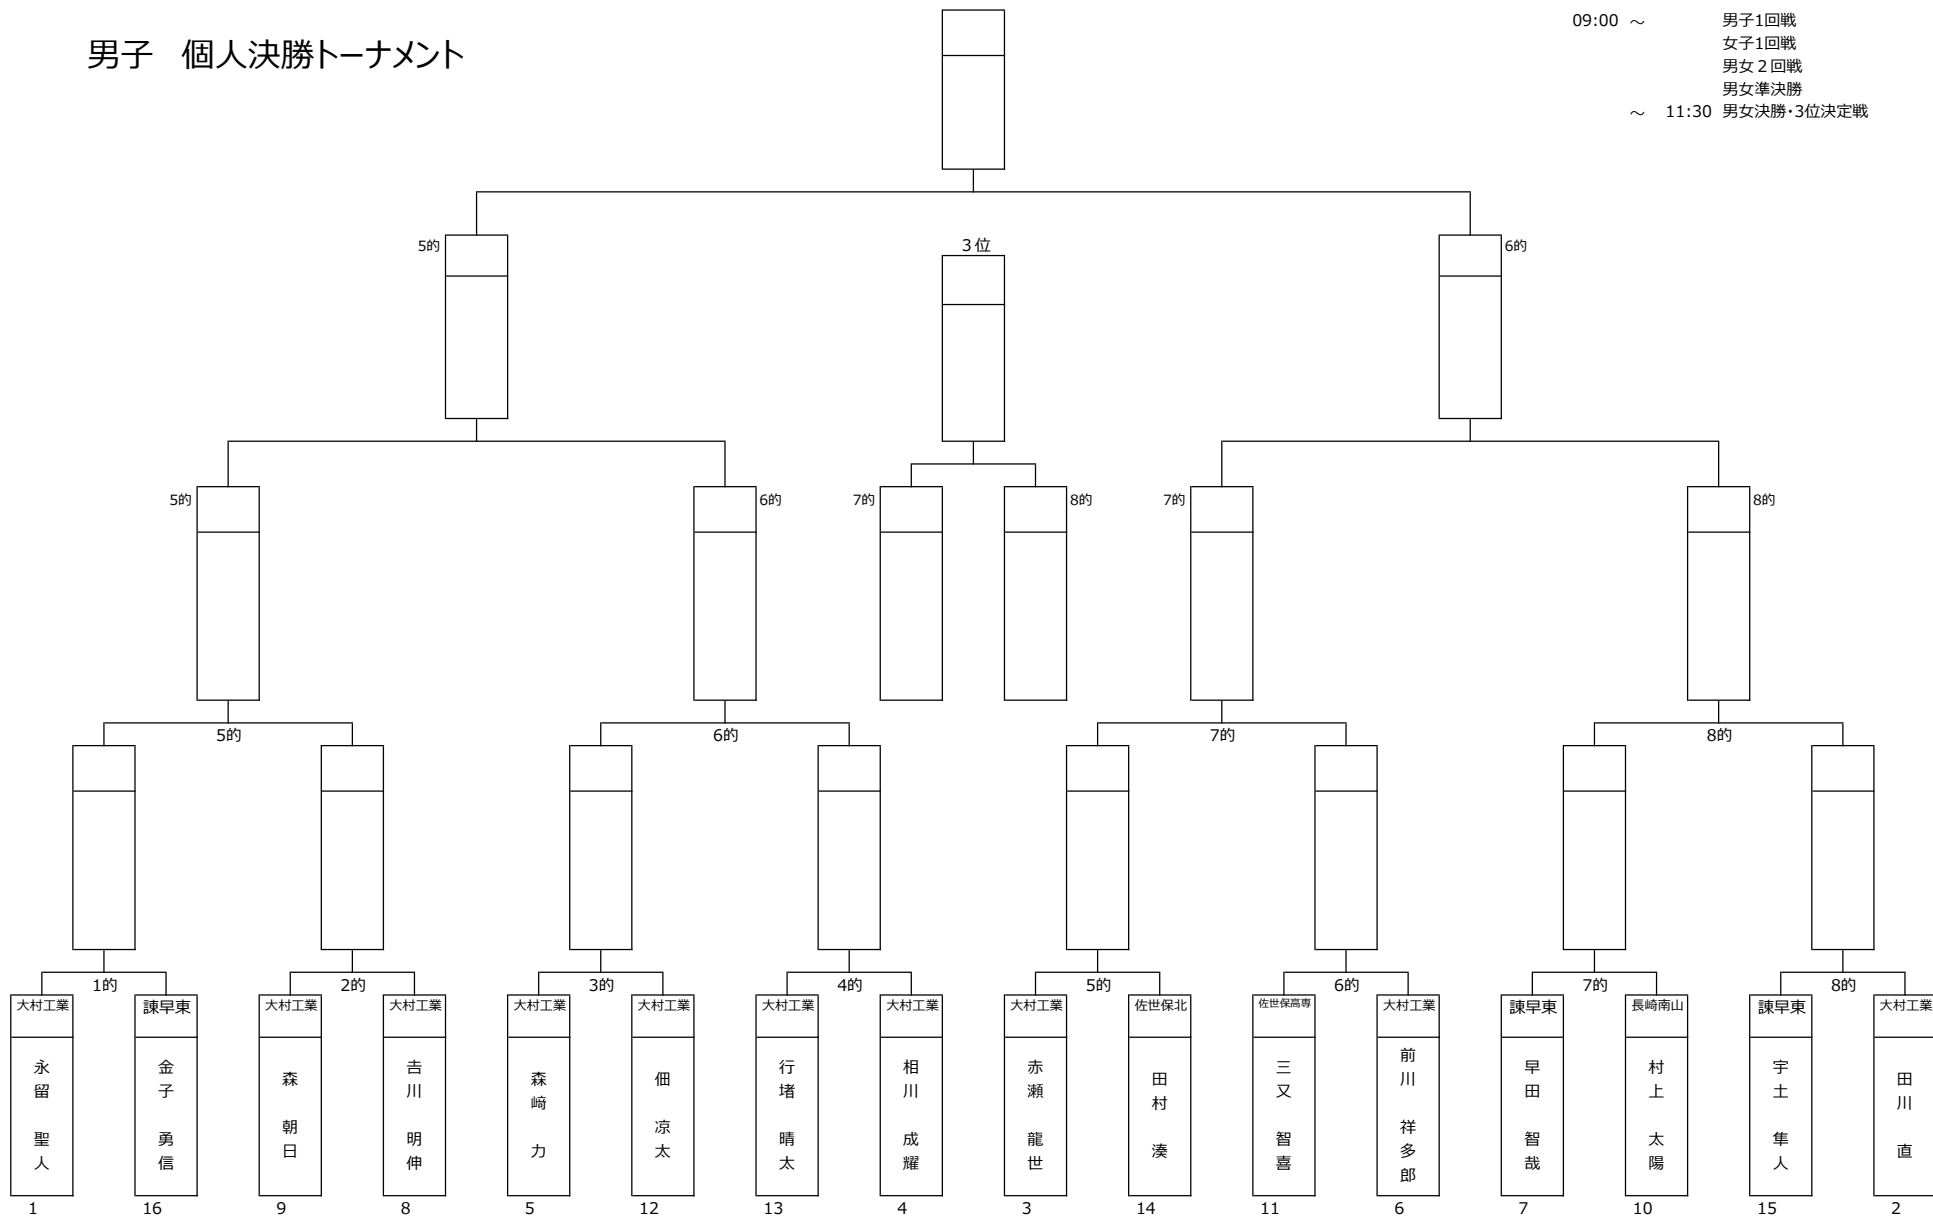 男子　個人決勝トーナメント
09:00 ～ 男子1回戦
女子1回戦
男女２回戦
男女準決勝
～ 11:30 男女決勝・3位決定戦
5的
３位
6的
5的
6的
7的
8的
7的
8的
5的
6的
7的
8的
1的
2的
3的
4的
5的
6的
7的
8的
大村工業
諫早東
大村工業
大村工業
大村工業
大村工業
大村工業
大村工業
大村工業
佐世保北
佐世保高専
大村工業
諫早東
長崎南山
諫早東
大村工業
永留　聖人
金子　勇信
森　朝日
𠮷川　明伸
森﨑　力
佃　凉太
行堵　晴太
相川　成耀
赤瀬　龍世
田村　湊
三又　智喜
前川　祥多郎
早田　智哉
村上　太陽
宇土　隼人
田川　直
1
16
9
8
5
12
13
4
3
14
11
6
7
10
15
2